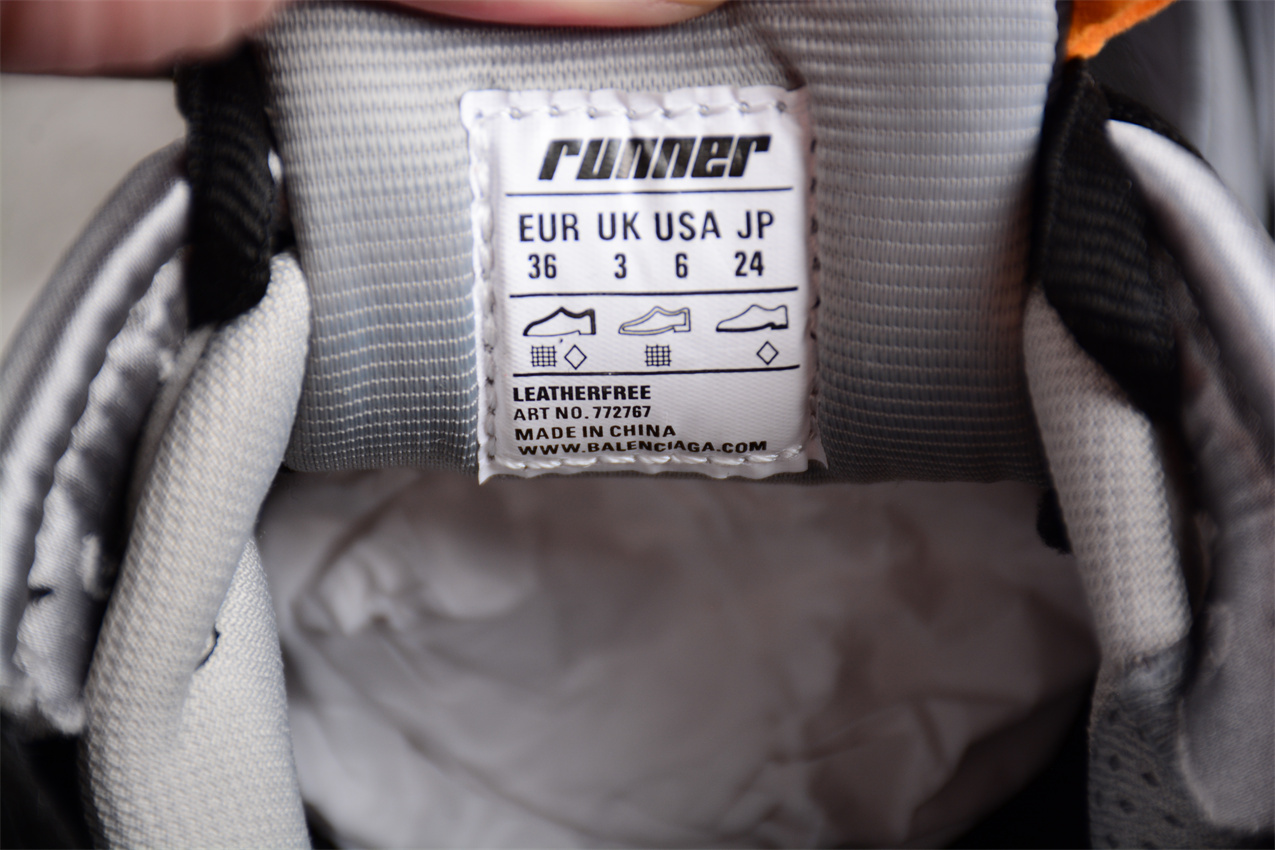 runner
EUR UK USA JP
36 3 6 24
LEATHERFREE
ART NO. 772767
MADE IN CHINA
WWW.BALENCIAGA.COM